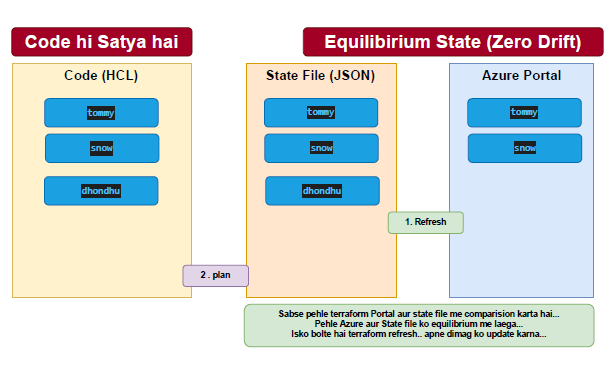 Code hi Satya hai
Equilibirium State (Zero Drift)
Code (HCL)
tommy
snow
dhondhu
State File (JSON)
tommy
snow
dhondhu
Azure Portal
tommy
snow
1. Refresh
2 . plan
Sabse pehle terraform Portal aur state file me comparision karta hai...
Pehle Azure aur State file ko equilibrium me laega...
Isko bolte hai terraform refresh.. apne dimag ko update karna...